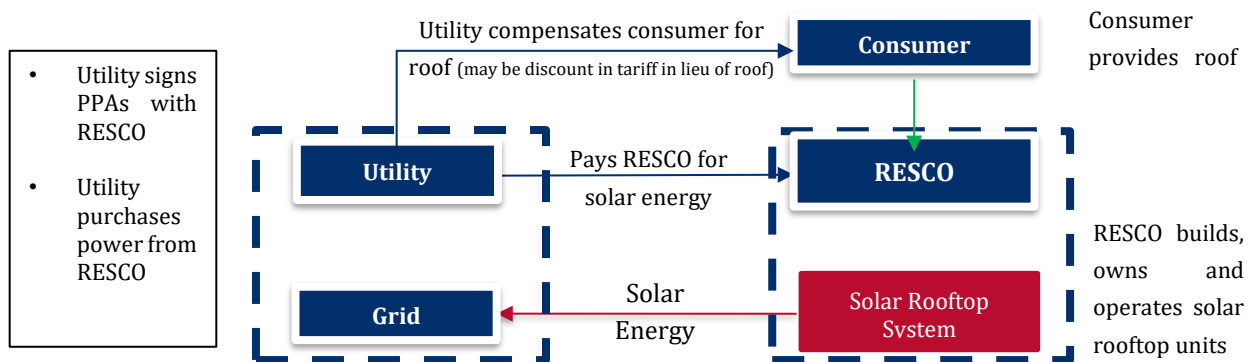 • Utility signs
PPAs with
RESCO
• Utility
purchases
power from
RESCO
Utility compensates consumer for
roof (may be discount in tariff in lieu of roof)
Consumer
Consumer
provides roof
Utility
Pays RESCO for
solar energy
RESCO
Grid
Solar
Energy
Solar Rooftop
System
RESCO builds,
owns and
operates solar
rooftop units